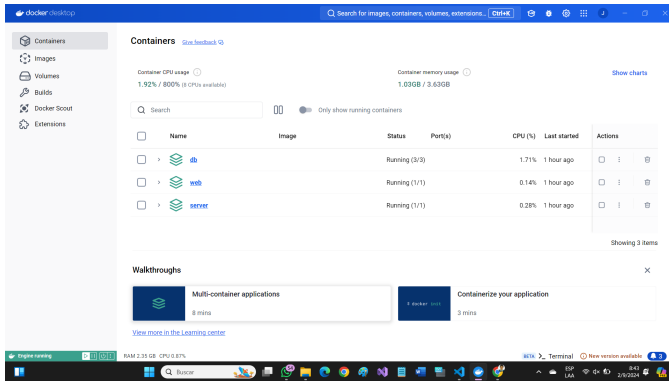 docker desktop
Search for images, containers, volumes, extensions... Ctrl+K
J
Containers
Images
Volumes
Builds
Docker Scout
Extensions
Containers Give feedback
Container CPU usage
1.92% / 800% (8 CPUs available)
Container memory usage
1.03GB / 3.63GB
Show charts
Search
Only show running containers
Name Image Status Port(s) CPU (%) Last started Actions
db Running (3/3) 1.71% 1 hour ago
web Running (1/1) 0.14% 1 hour ago
server Running (1/1) 0.28% 1 hour ago
Showing 3 items
Walkthroughs
Multi-container applications
8 mins
$ docker init
Containerize your application
3 mins
View more in the Learning center
Engine running
RAM 2.35 GB CPU 0.87%
BETA >_ Terminal New version available 3
Buscar
ESP
LAA
8:43
2/9/2024